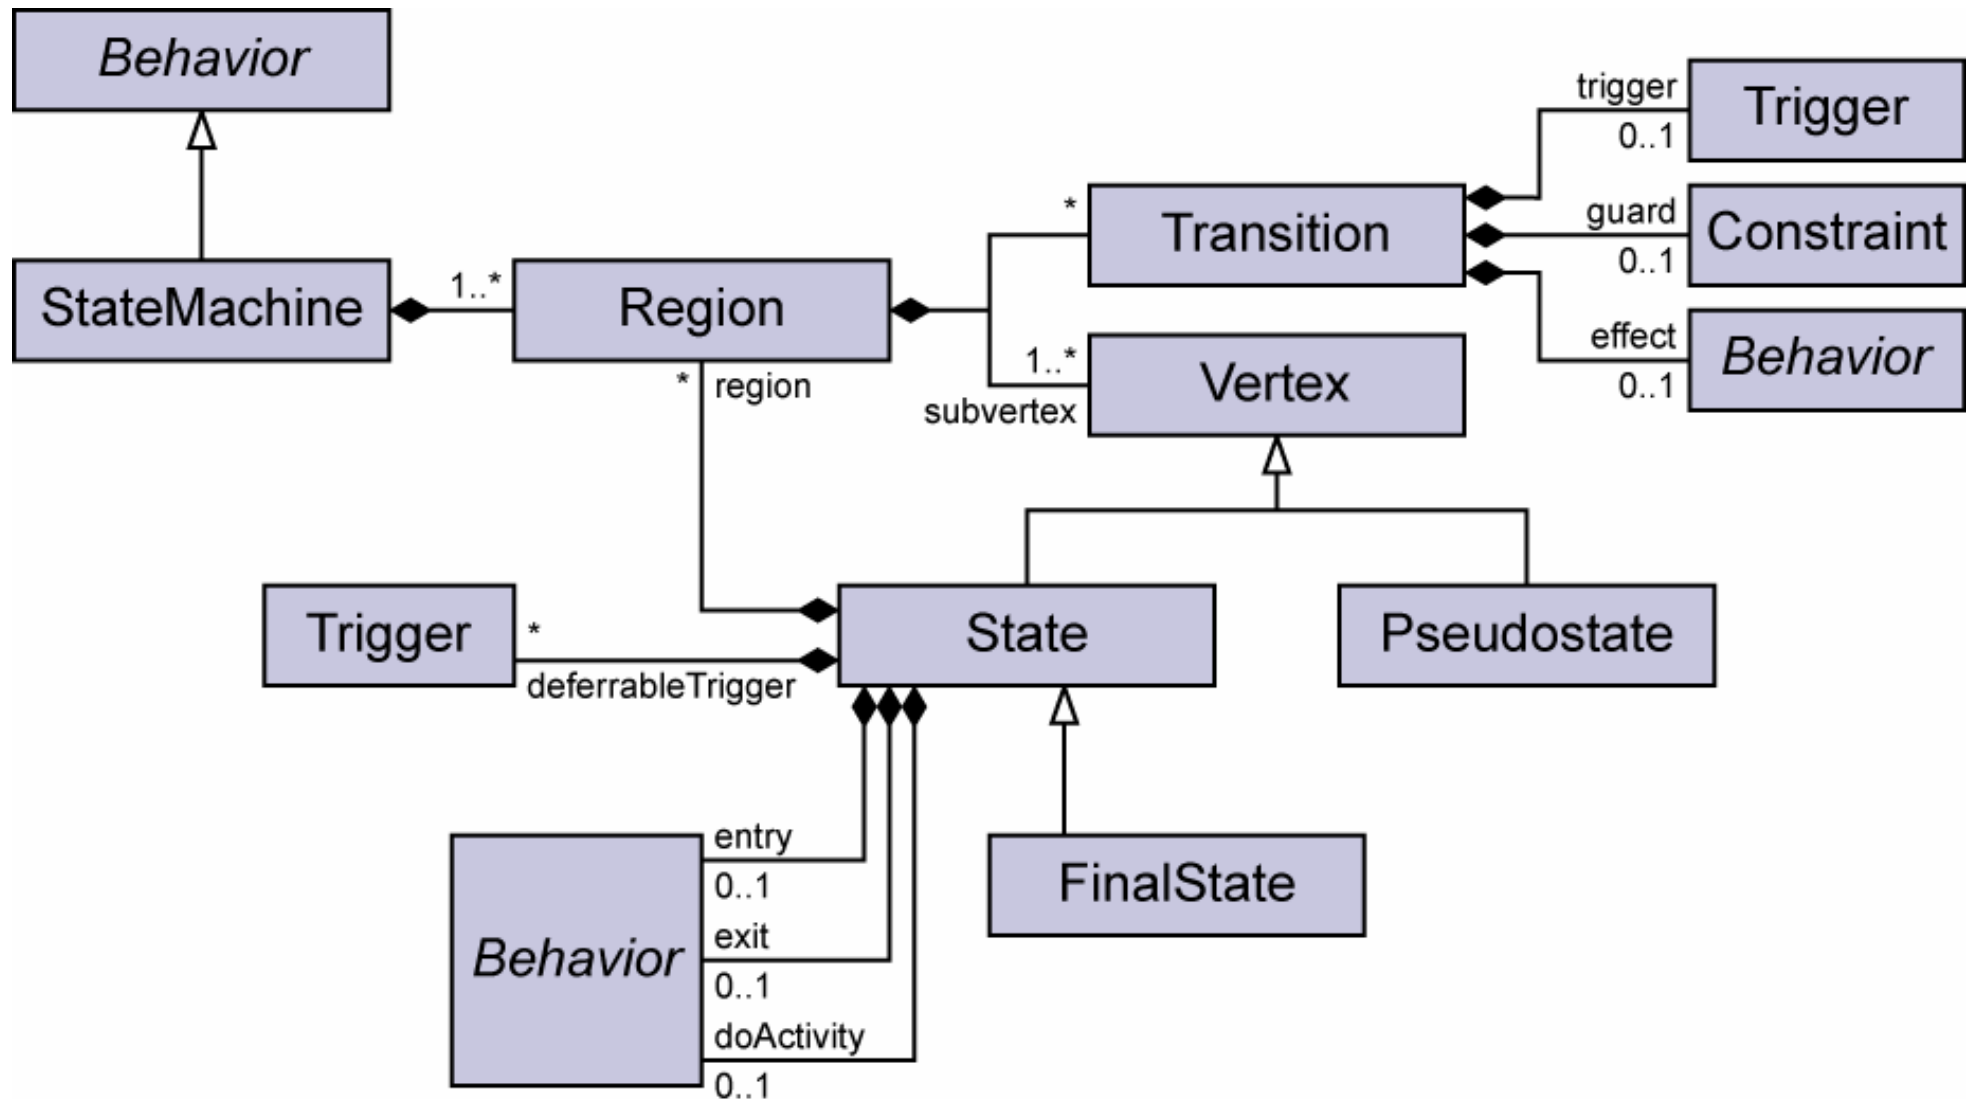 Behavior
trigger
Trigger
0..1
*
Transition
guard
Constraint
0..1
StateMachine
1..*
Region
effect
Behavior
0..1
*
region
1..*
Vertex
subvertex
Trigger
*
deferrableTrigger
State
Pseudostate
entry
0..1
Behavior
exit
0..1
doActivity
0..1
FinalState